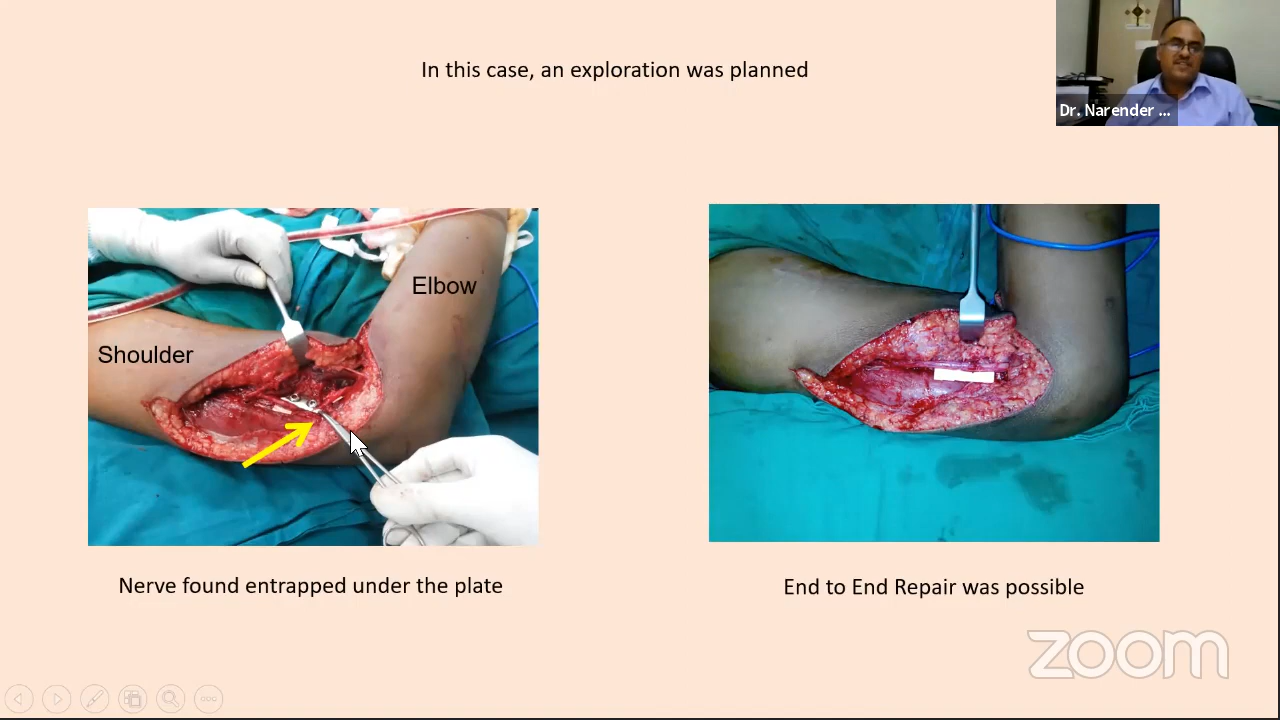 In this case, an exploration was planned
Dr. Narender ...
Elbow
Shoulder
Nerve found entrapped under the plate
End to End Repair was possible
zoom